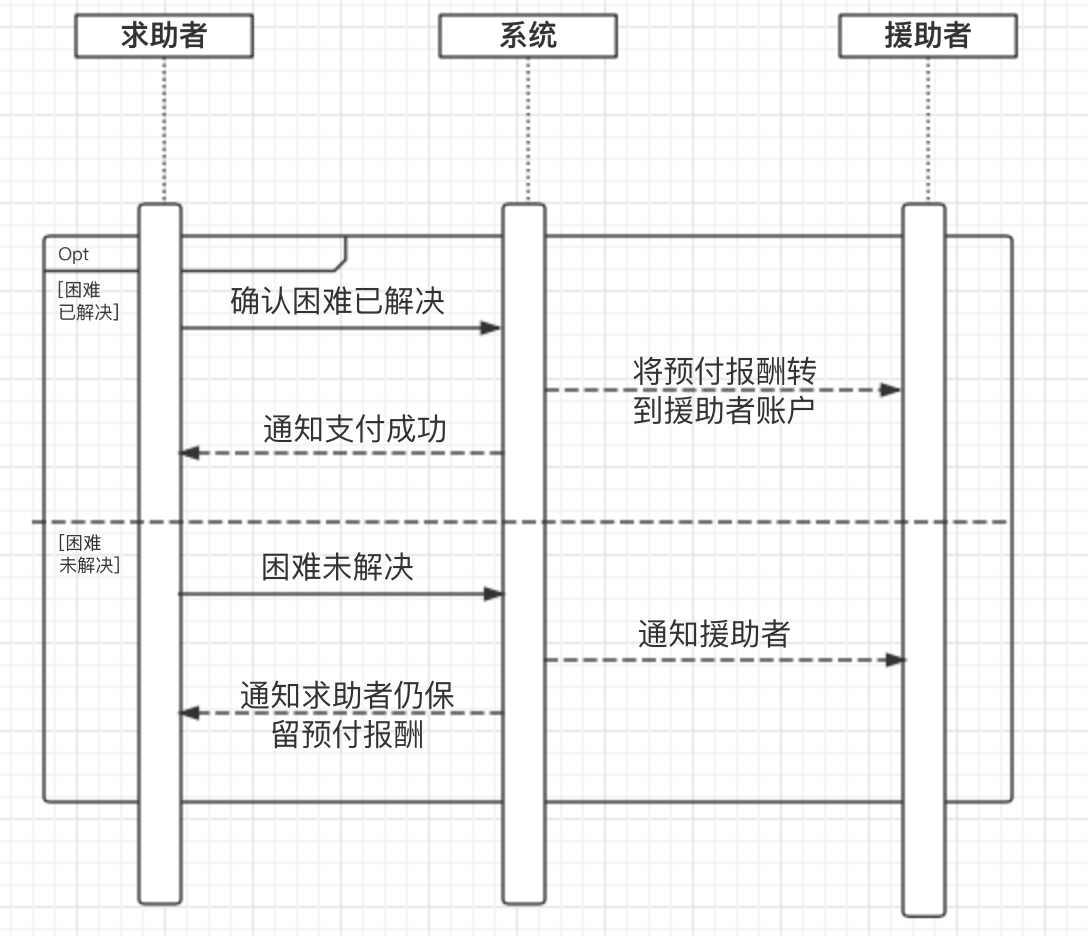 求助者
系统
援助者
Opt
[困难
已解决]
确认困难已解决
将预付报酬转
到援助者账户
通知支付成功
[困难
未解决]
困难未解决
通知援助者
通知求助者仍保
留预付报酬